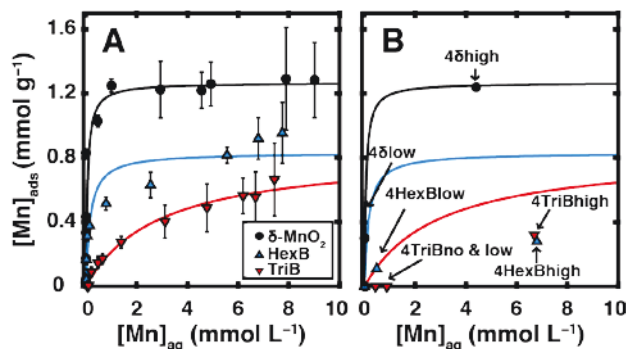 1.6
1.2
0.8
0.4
0
[Mn]ads (mmol g⁻¹)
A
δ-MnO₂
HexB
TriB
0 2 4 6 8 10
[Mn]aq (mmol L⁻¹)
B
4δhigh
4δlow
4HexBlow
4TriBno & low
4TriBhigh
4HexBhigh
0 2 4 6 8 10
[Mn]aq (mmol L⁻¹)